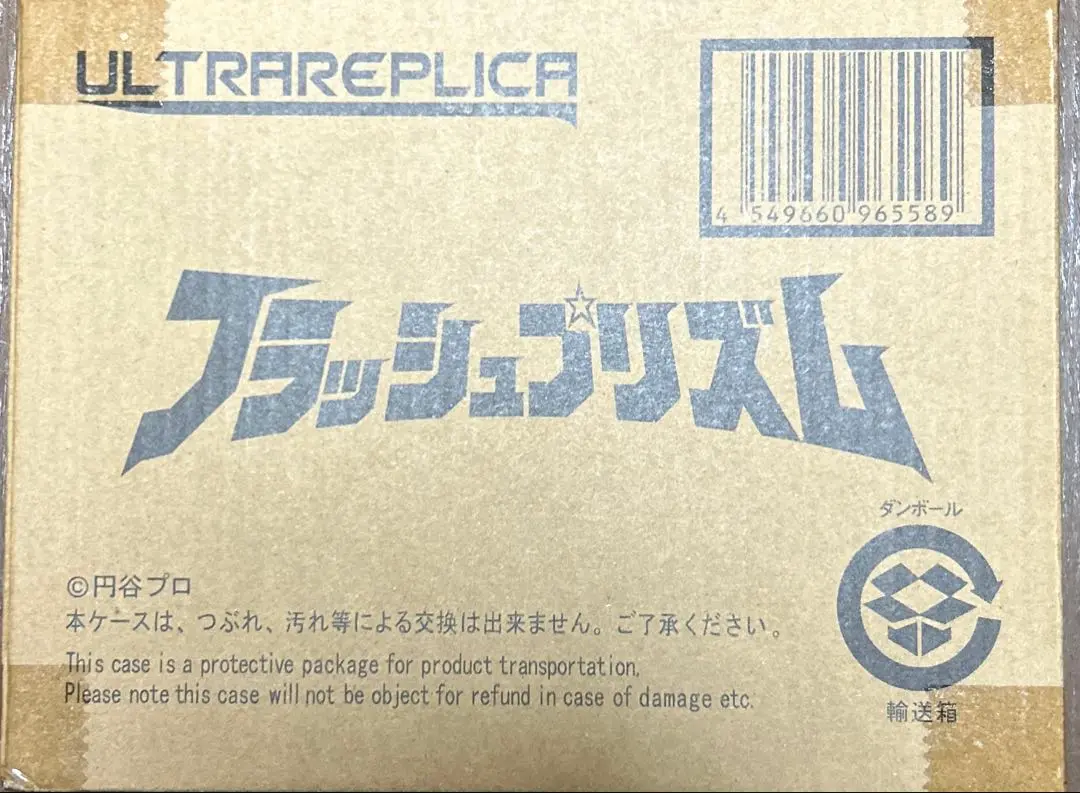 ULTRAREPLICA
4 549660 965589
フラッシュプリズム
ダンボール
©円谷プロ
本ケースは、つぶれ、汚れ等による交換は出来ません。ご了承ください。
This case is a protective package for product transportation,
Please note this case will not be object for refund in case of damage etc.
輸送箱